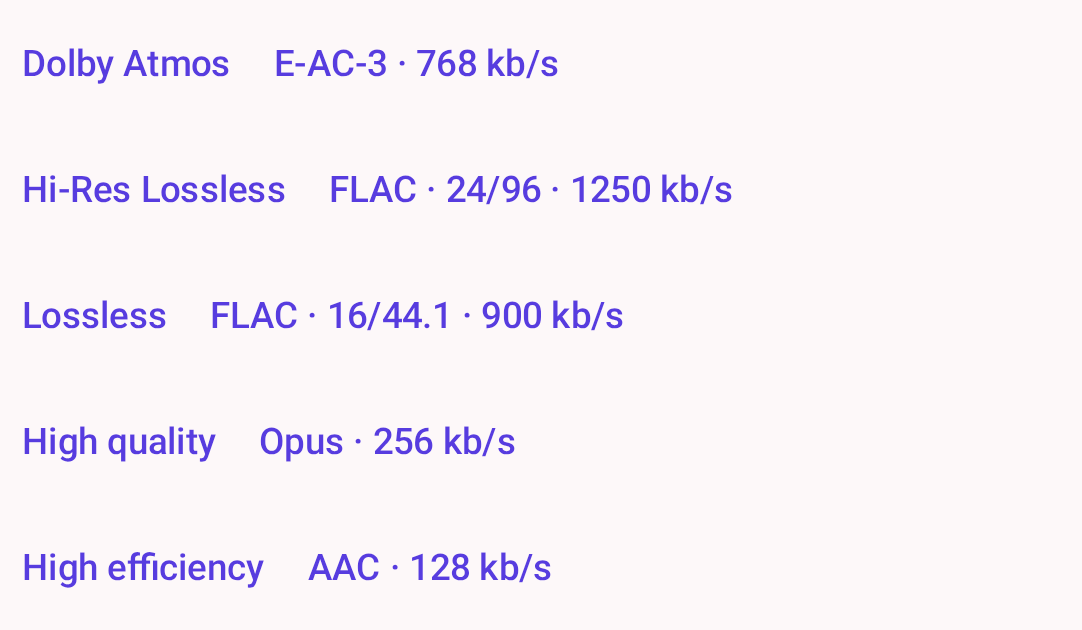 Dolby Atmos E-AC-3 · 768 kb/s
Hi-Res Lossless FLAC · 24/96 · 1250 kb/s
Lossless FLAC · 16/44.1 · 900 kb/s
High quality Opus · 256 kb/s
High efficiency AAC · 128 kb/s